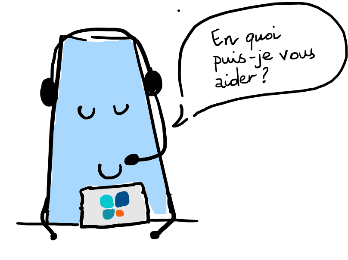 En quoi
puis-je vous
aider ?